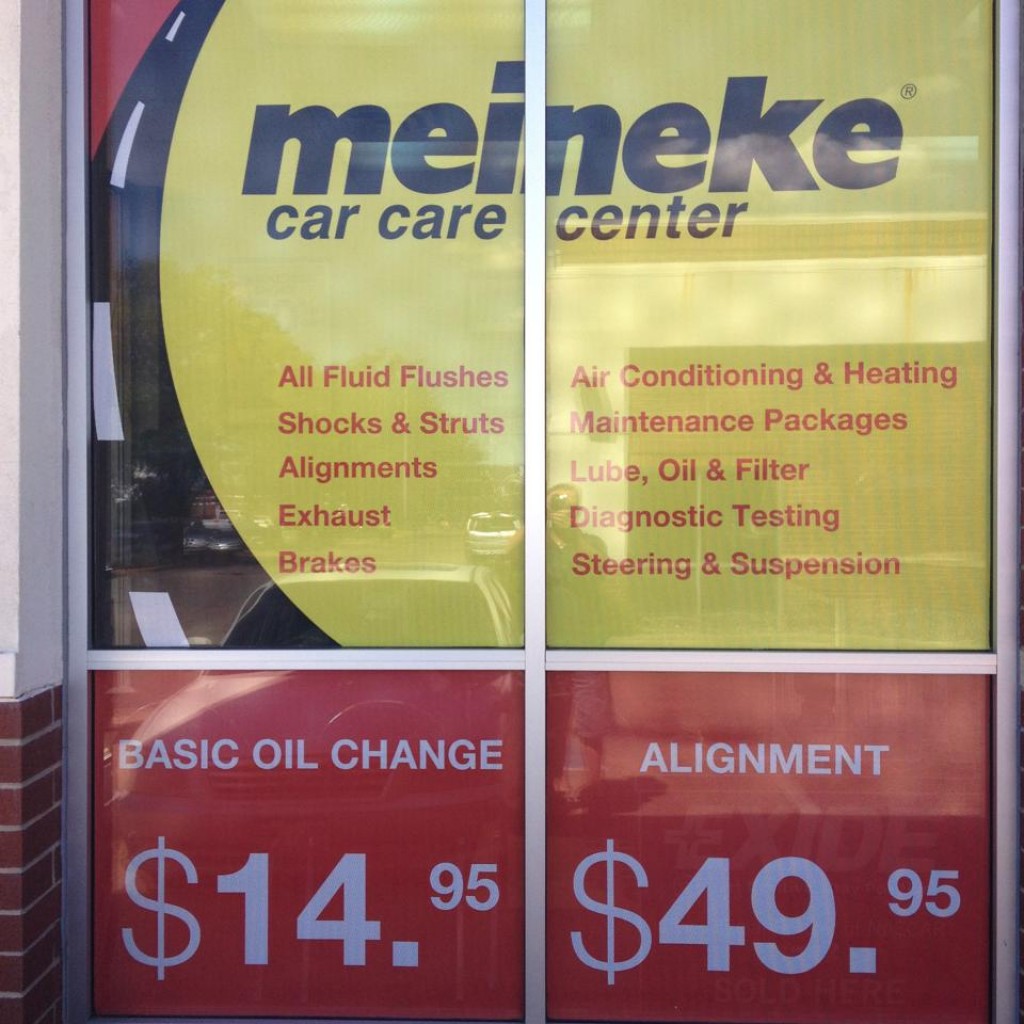 meineke®
car care center
All Fluid Flushes
Shocks & Struts
Alignments
Exhaust
Brakes
Air Conditioning & Heating
Maintenance Packages
Lube, Oil & Filter
Diagnostic Testing
Steering & Suspension
BASIC OIL CHANGE
$14.95
ALIGNMENT
$49.95
EXIDE
SOLD HERE